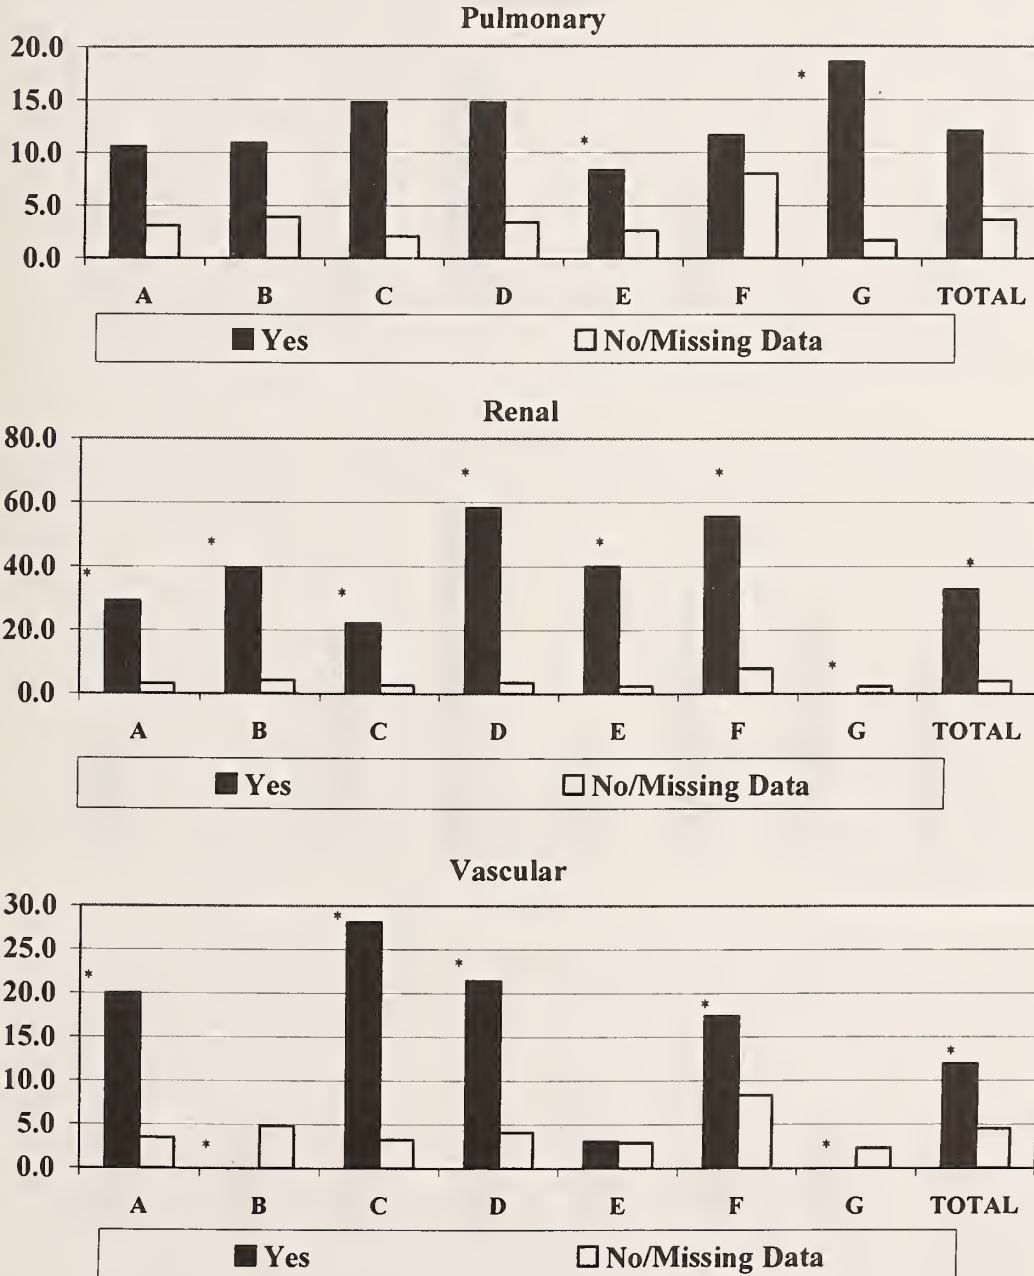 Pulmonary
20.0
15.0
10.0
5.0
0.0
* *
A B C D E F G TOTAL
Yes No/Missing Data
Renal
80.0
60.0
40.0
20.0
0.0
* * * * * * * *
A B C D E F G TOTAL
Yes No/Missing Data
Vascular
30.0
25.0
20.0
15.0
10.0
5.0
0.0
* * * * * * *
A B C D E F G TOTAL
Yes No/Missing Data